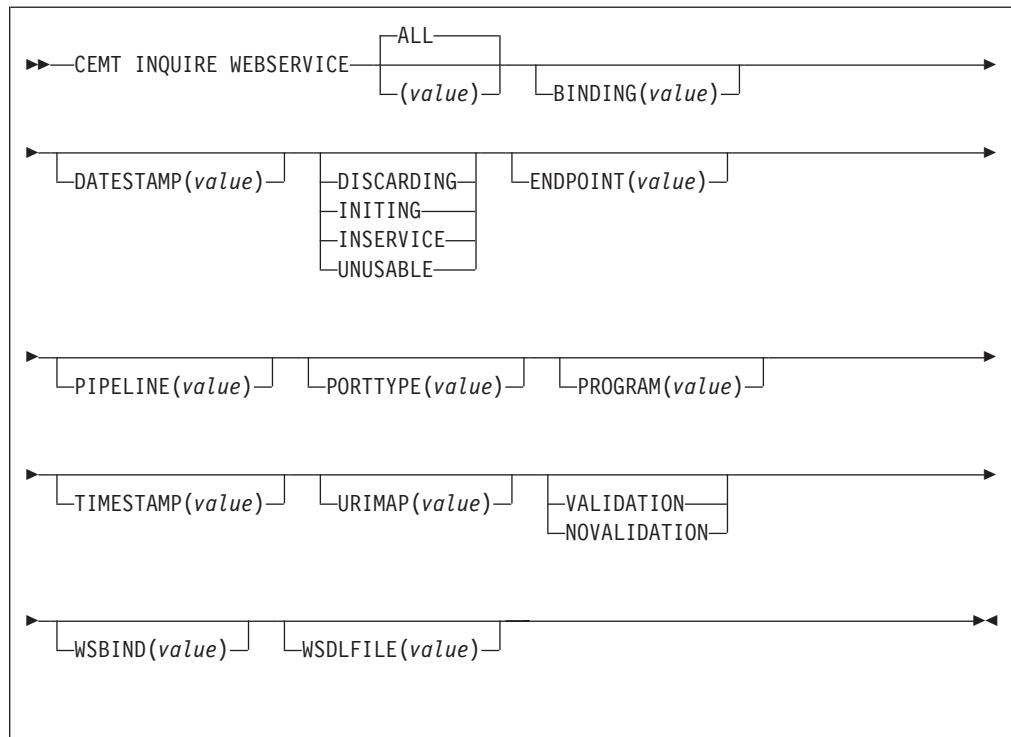 ALL
CEMT INQUIRE WEBSERVICE
(value)
BINDING(value)
DATESTAMP(value)
DISCARDING
INITING
INSERVICE
UNUSABLE
ENDPOINT(value)
PIPELINE(value)
PORTTYPE(value)
PROGRAM(value)
TIMESTAMP(value)
URIMAP(value)
VALIDATION
NOVALIDATION
WSBIND(value)
WSDLFILE(value)